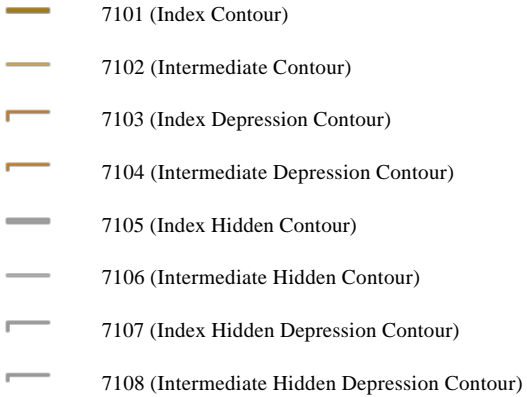 7101 (Index Contour)
7102 (Intermediate Contour)
7103 (Index Depression Contour)
7104 (Intermediate Depression Contour)
7105 (Index Hidden Contour)
7106 (Intermediate Hidden Contour)
7107 (Index Hidden Depression Contour)
7108 (Intermediate Hidden Depression Contour)